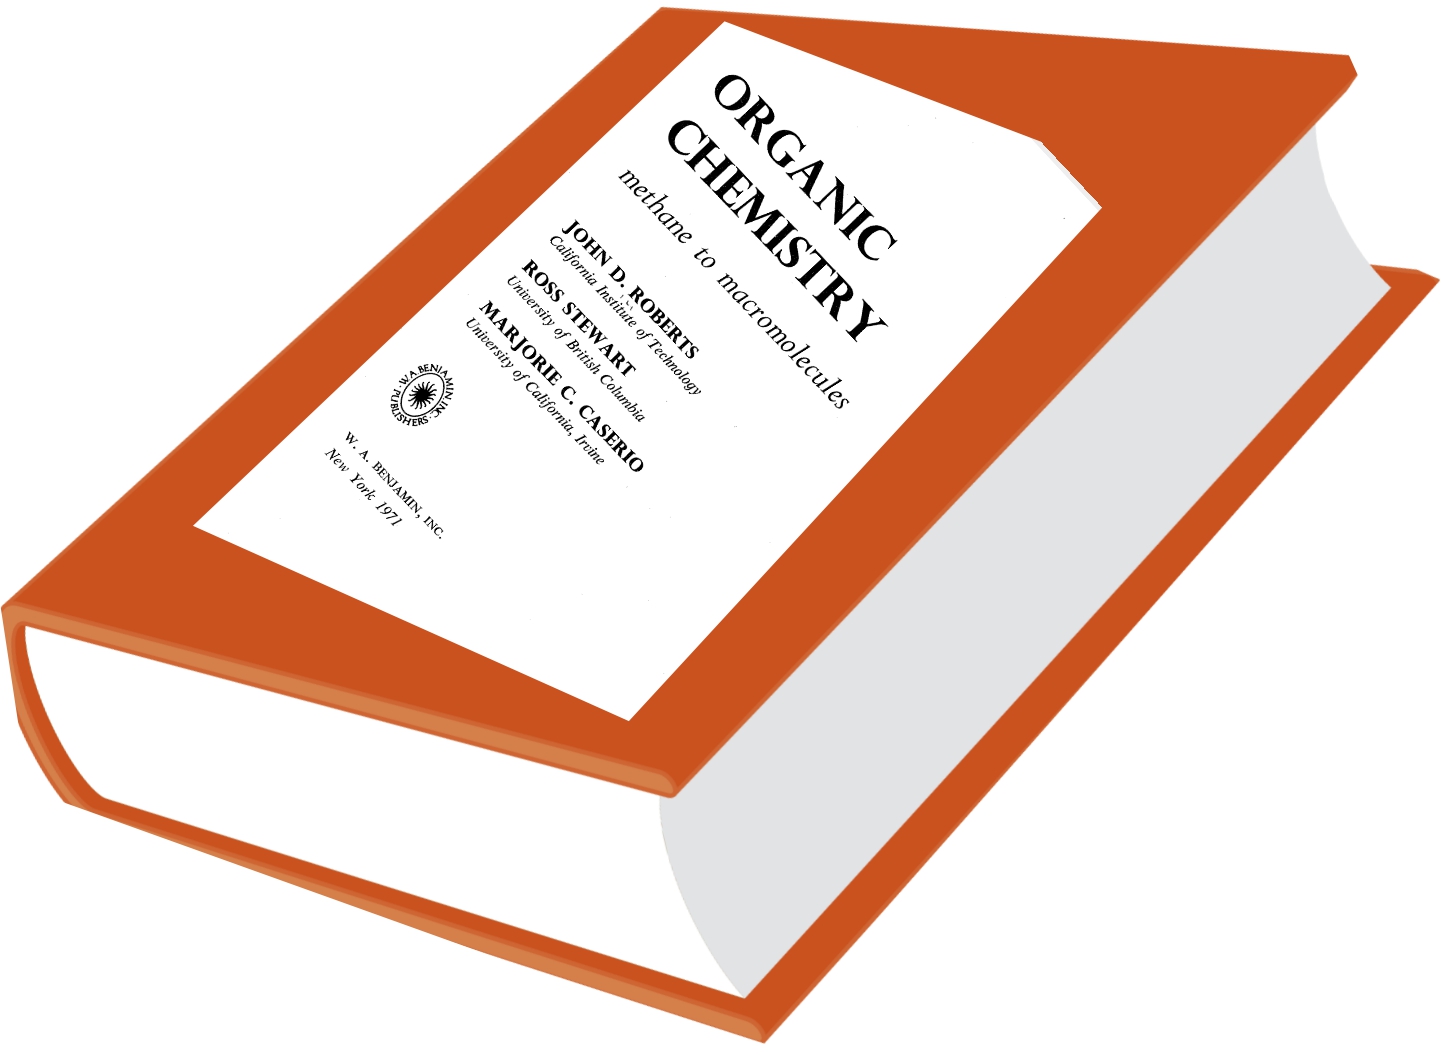 ORGANIC
CHEMISTRY
methane to macromolecules
JOHN D. ROBERTS
California Institute of Technology
ROSS STEWART
University of British Columbia
MARJORIE C. CASERIO
University of California, Irvine
W.A. BENJAMIN INC. · PUBLISHERS ·
W. A. BENJAMIN, INC.
New York 1971